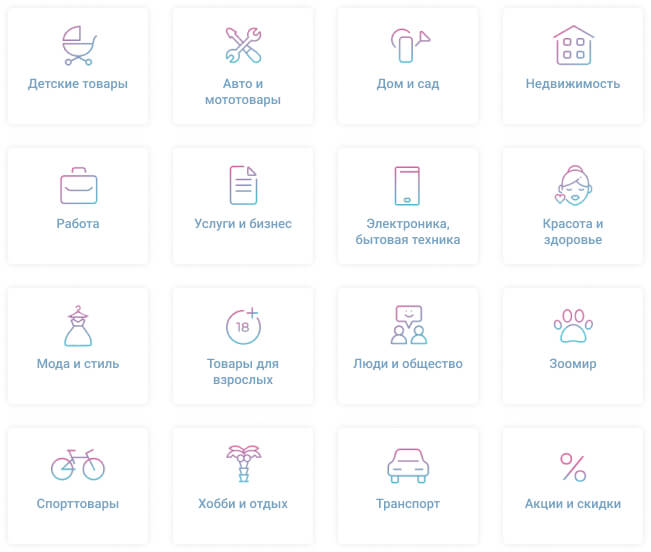 Детские товары
Авто и
мототовары
Дом и сад
Недвижимость
Работа
Услуги и бизнес
Электроника,
бытовая техника
Красота и
здоровье
Мода и стиль
18
Товары для
взрослых
Люди и общество
Зоомир
Спорттовары
Хобби и отдых
Транспорт
%
Акции и скидки